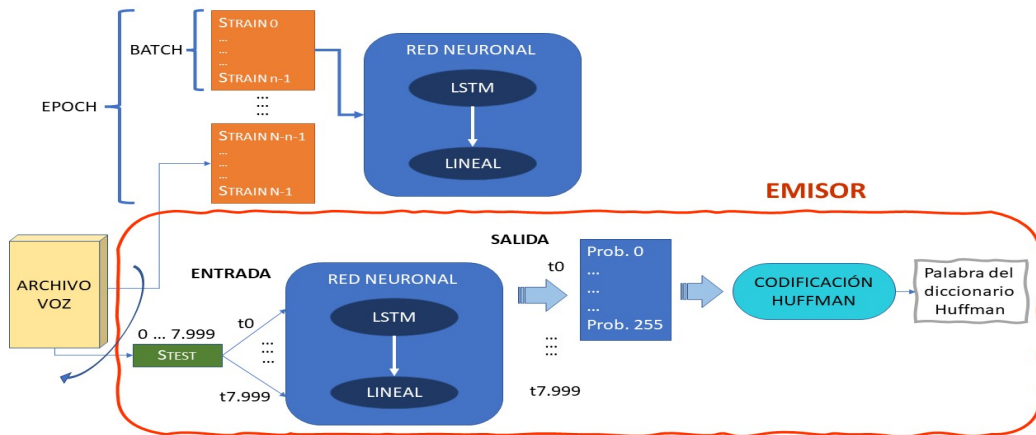 EPOCH
BATCH
STRAIN 0
...
...
...
STRAIN n-1
...
...
...
STRAIN N-n-1
...
...
STRAIN N-1
RED NEURONAL
LSTM
LINEAL
EMISOR
ARCHIVO
VOZ
0 ... 7.999
STEST
ENTRADA
t0
...
...
...
t7.999
RED NEURONAL
LSTM
LINEAL
SALIDA
t0
...
...
...
t7.999
Prob. 0
...
...
...
Prob. 255
CODIFICACIÓN
HUFFMAN
Palabra del
diccionario
Huffman